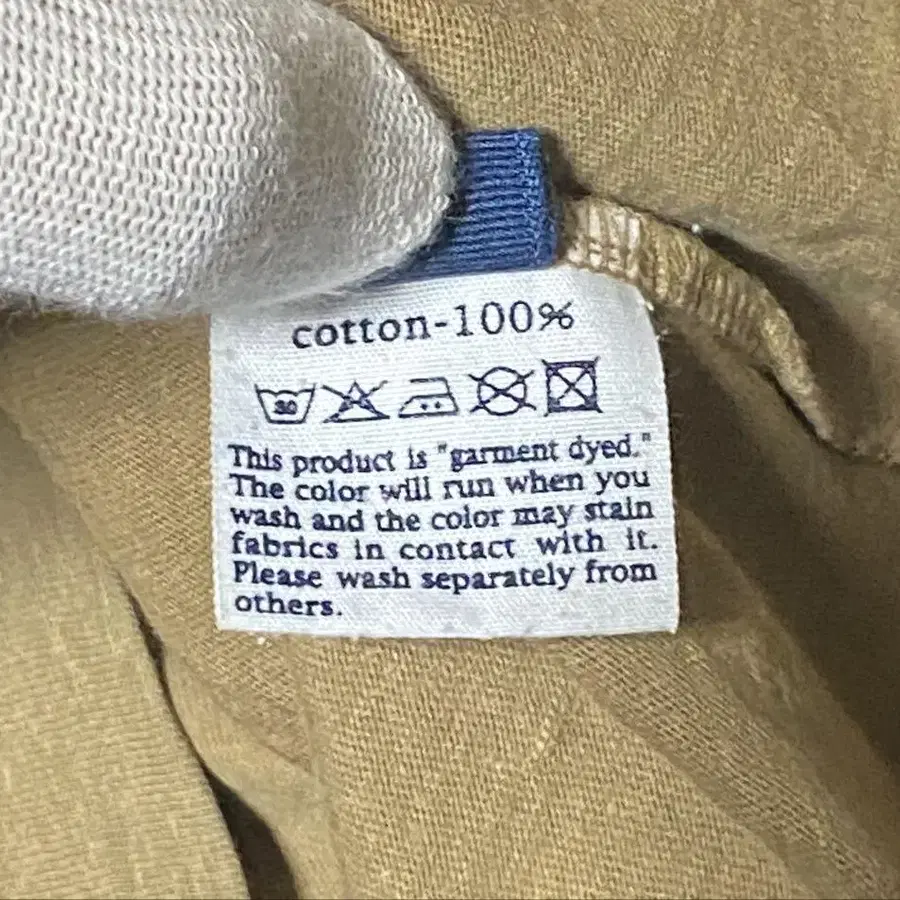 cotton-100%
30
This product is "garment dyed."
The color will run when you
wash and the color may stain
fabrics in contact with it.
Please wash separately from
others.